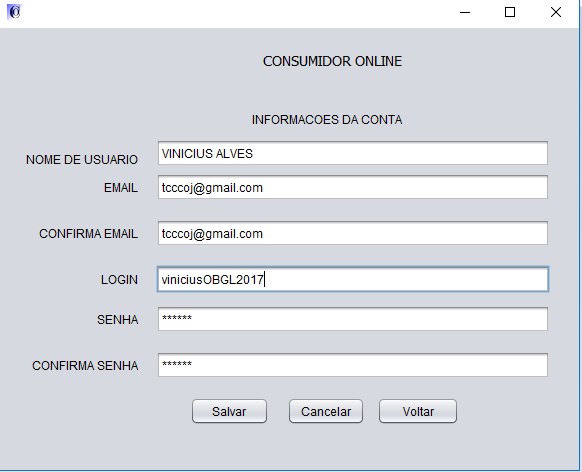 CONSUMIDOR ONLINE
INFORMACOES DA CONTA
NOME DE USUARIO VINICIUS ALVES
EMAIL tcccoj@gmail.com
CONFIRMA EMAIL tcccoj@gmail.com
LOGIN viniciusOBGL2017
SENHA ******
CONFIRMA SENHA ******
Salvar Cancelar Voltar